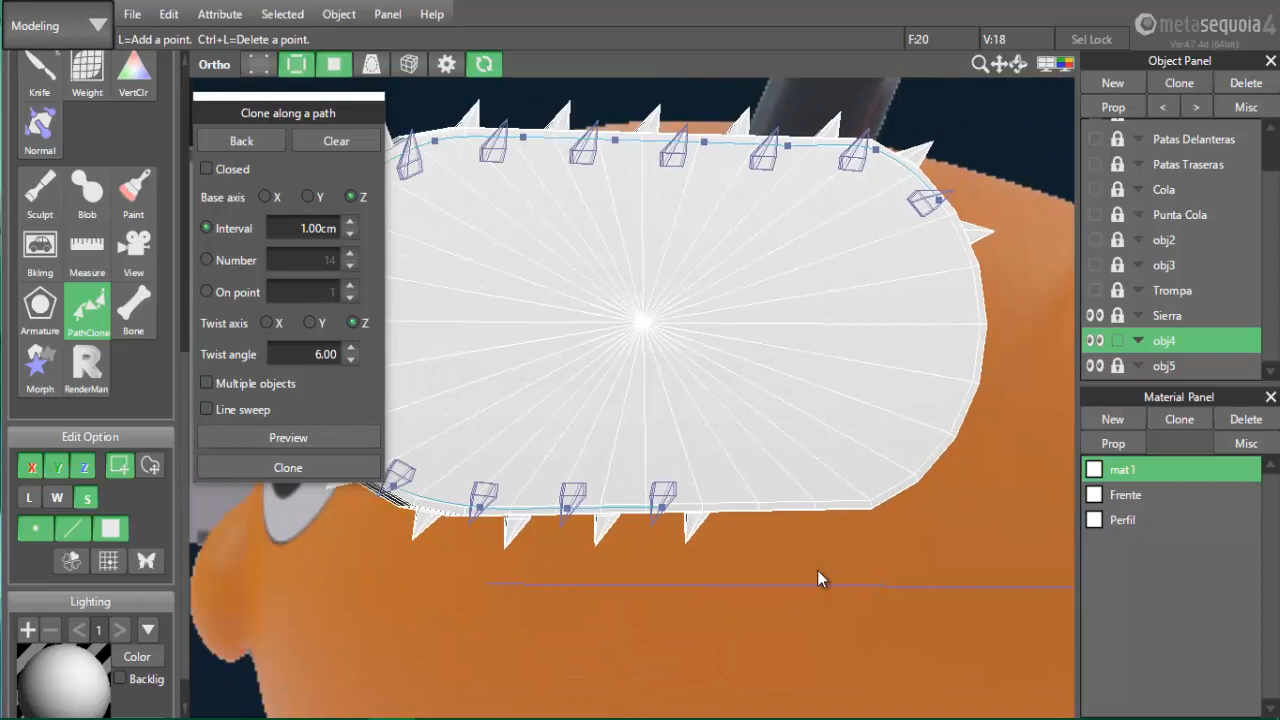 Modeling File Edit Attribute Selected Object Panel Help
L=Add a point. Ctrl+L=Delete a point. F:20 V:18 Sel Lock
metasequoia 4
Ver4.7.4d (64bit)
Knife Weight VertClr
Normal
Sculpt Blob Paint
BkImg Measure View
Armature PathClone Bone
Morph RenderMan
Edit Option
X Y Z
L W S
Lighting
1
Color
Backlig
Ortho
Clone along a path
Back Clear
Closed
Base axis X Y Z
Interval 1.00cm
Number 14
On point 1
Twist axis X Y Z
Twist angle 6.00
Multiple objects
Line sweep
Preview
Clone
Object Panel
New Clone Delete
Prop < > Misc
Patas Delanteras
Patas Traseras
Cola
Punta Cola
obj2
obj3
Trompa
Sierra
obj4
obj5
Material Panel
New Clone Delete
Prop Misc
mat1
Frente
Perfil